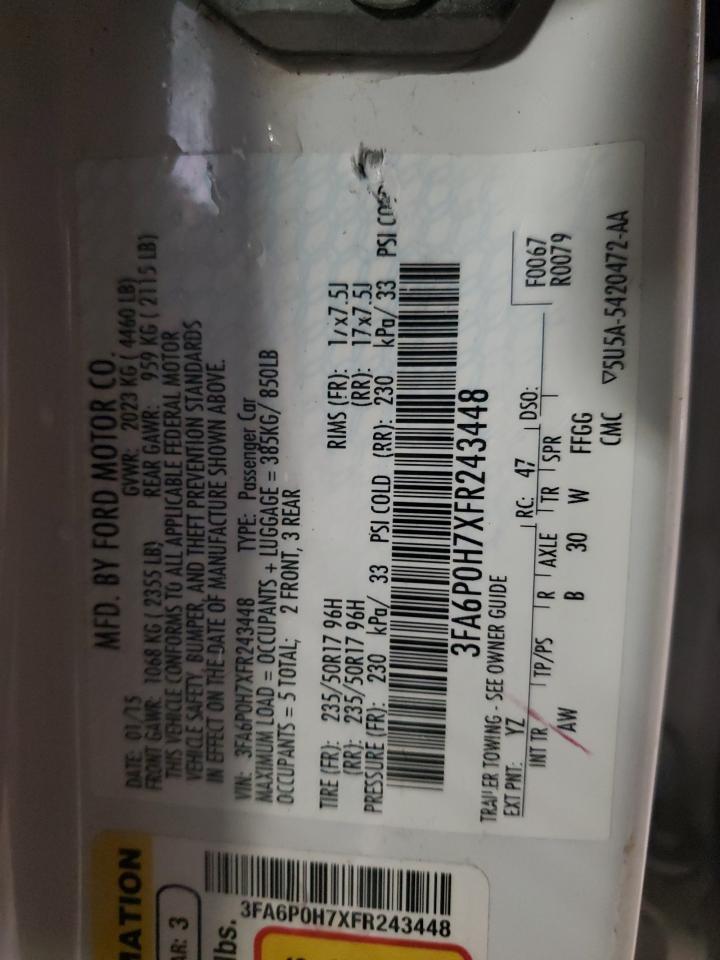 MFD. BY FORD MOTOR CO.
DATE: 01/15 GVWR: 2023 KG ( 4460 LB)
FRONT GAWR: 1068 KG ( 2355 LB) REAR GAWR: 959 KG ( 2115 LB)
THIS VEHICLE CONFORMS TO ALL APPLICABLE FEDERAL MOTOR
VEHICLE SAFETY, BUMPER, AND THEFT PREVENTION STANDARDS
IN EFFECT ON THE DATE OF MANUFACTURE SHOWN ABOVE.
VIN: 3FA6P0H7XFR243448 TYPE: Passenger Car
MAXIMUM LOAD = OCCUPANTS + LUGGAGE = 385KG/ 850LB
OCCUPANTS = 5 TOTAL; 2 FRONT, 3 REAR
TIRE (FR): 235/50R17 96H RIMS (FR): 17x7.5J
(RR): 235/50R17 96H (RR): 17x7.5J
PRESSURE (FR): 230 kPa/ 33 PSI COLD (RR): 230 kPa/ 33 PSI COLD
3FA6P0H7XFR243448
TRAILER TOWING - SEE OWNER GUIDE
EXT PNT: YZ RC: 47 DSO: F0067
R0079
INT TR TP/PS R AXLE TR SPR
AW B 30 W FFGG
CMC ▽5U5A-5420472-AA
MATION
AR: 3
lbs.
3FA6P0H7XFR243448